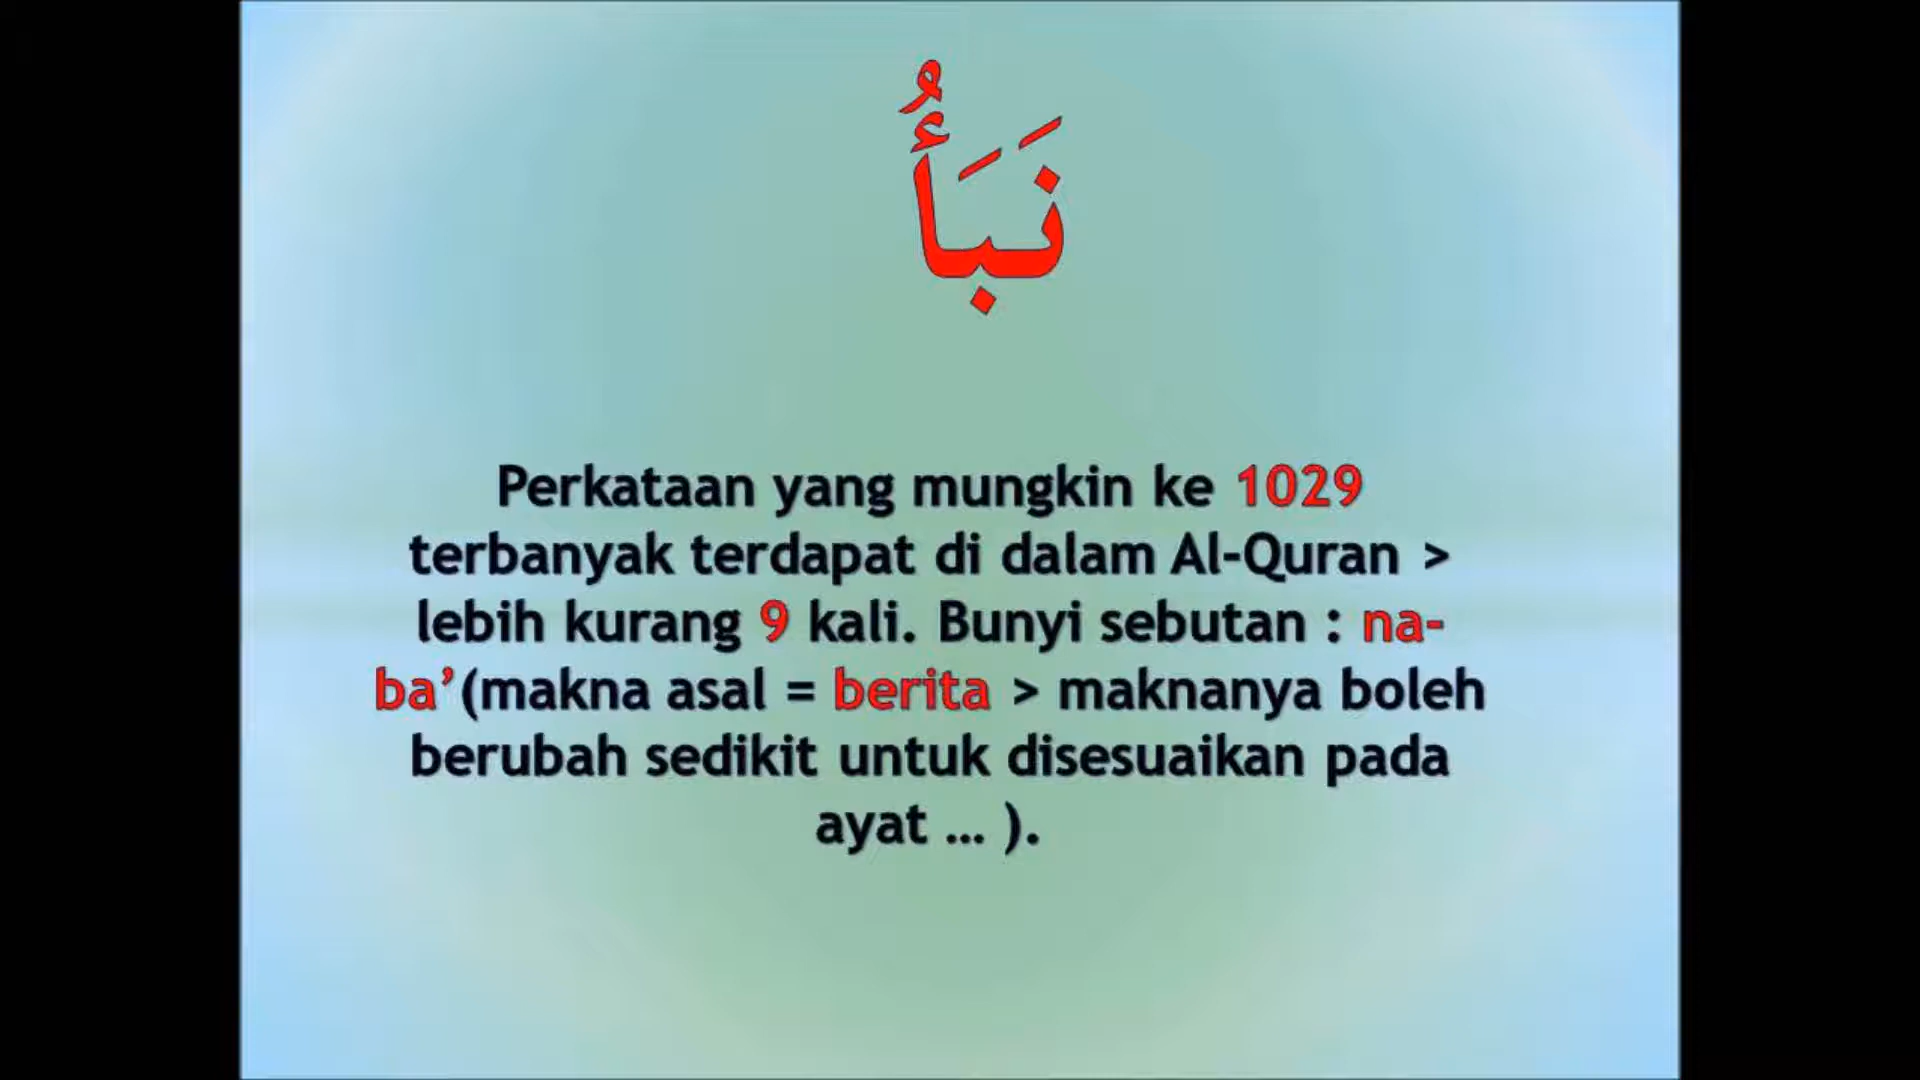 نَبَأُ
Perkataan yang mungkin ke 1029
terbanyak terdapat di dalam Al-Quran >
lebih kurang 9 kali. Bunyi sebutan : na-
ba’(makna asal = berita > maknanya boleh
berubah sedikit untuk disesuaikan pada
ayat ... ).